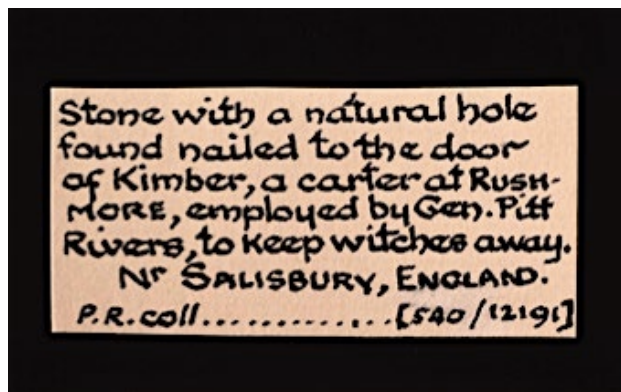 Stone with a natural hole
found nailed to the door
of Kimber, a carter at RUSH-
MORE, employed by Gen. Pitt
Rivers, to keep witches away.
Nr SALISBURY, ENGLAND.
P.R. coll..............[540/12191]